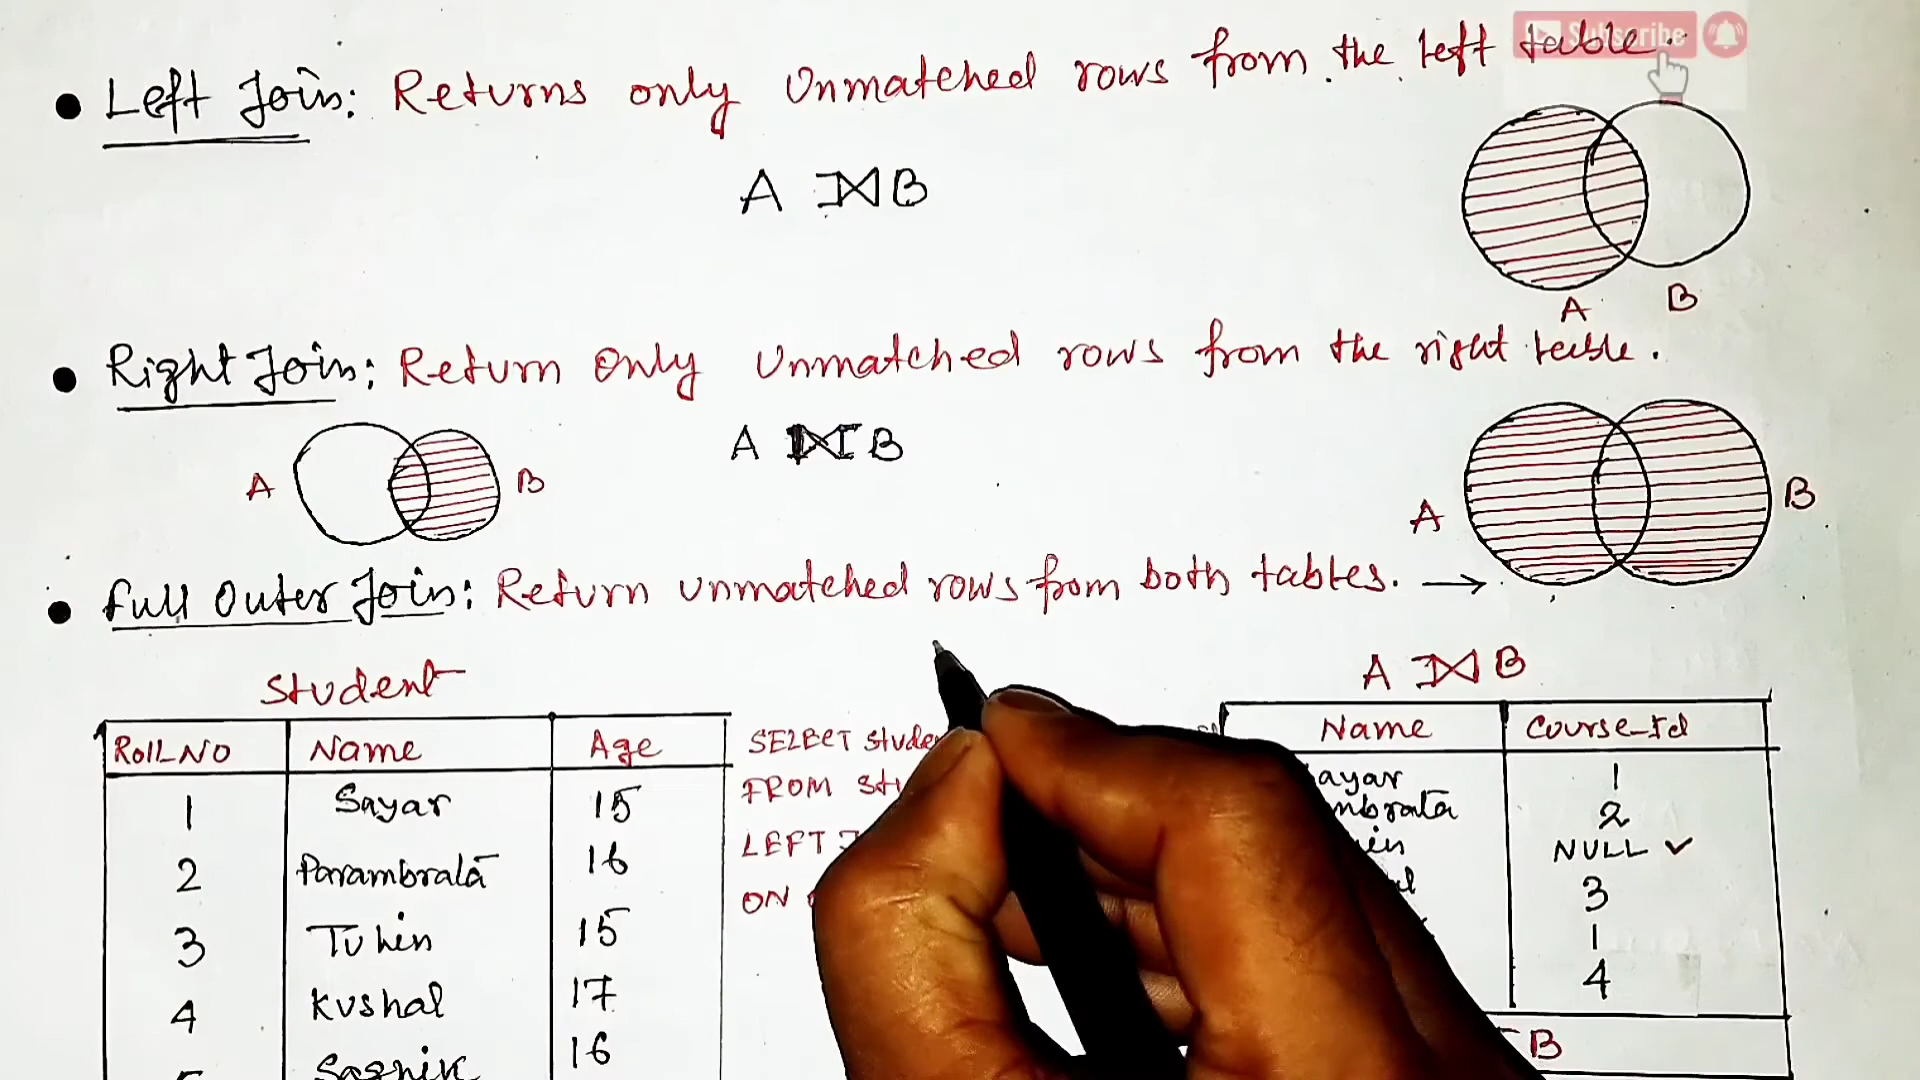 Subscribe
Left Join: Returns only Unmatched rows from the left table.
A ⟕ B
A B
Right Join: Return Only Unmatched rows from the right table.
A ⟖ B
A B
A B
Full Outer Join: Return unmatched rows from both tables. →
Student
A ⟕ B
Roll_No Name Age
1 Sayar 15
2 Parambrata 16
3 Tuhin 15
4 Kushal 17
Sagnik 16
SELECT
FROM
LEFT
ON
Name Course_Id
1
2
NULL ✓
3
1
4
B